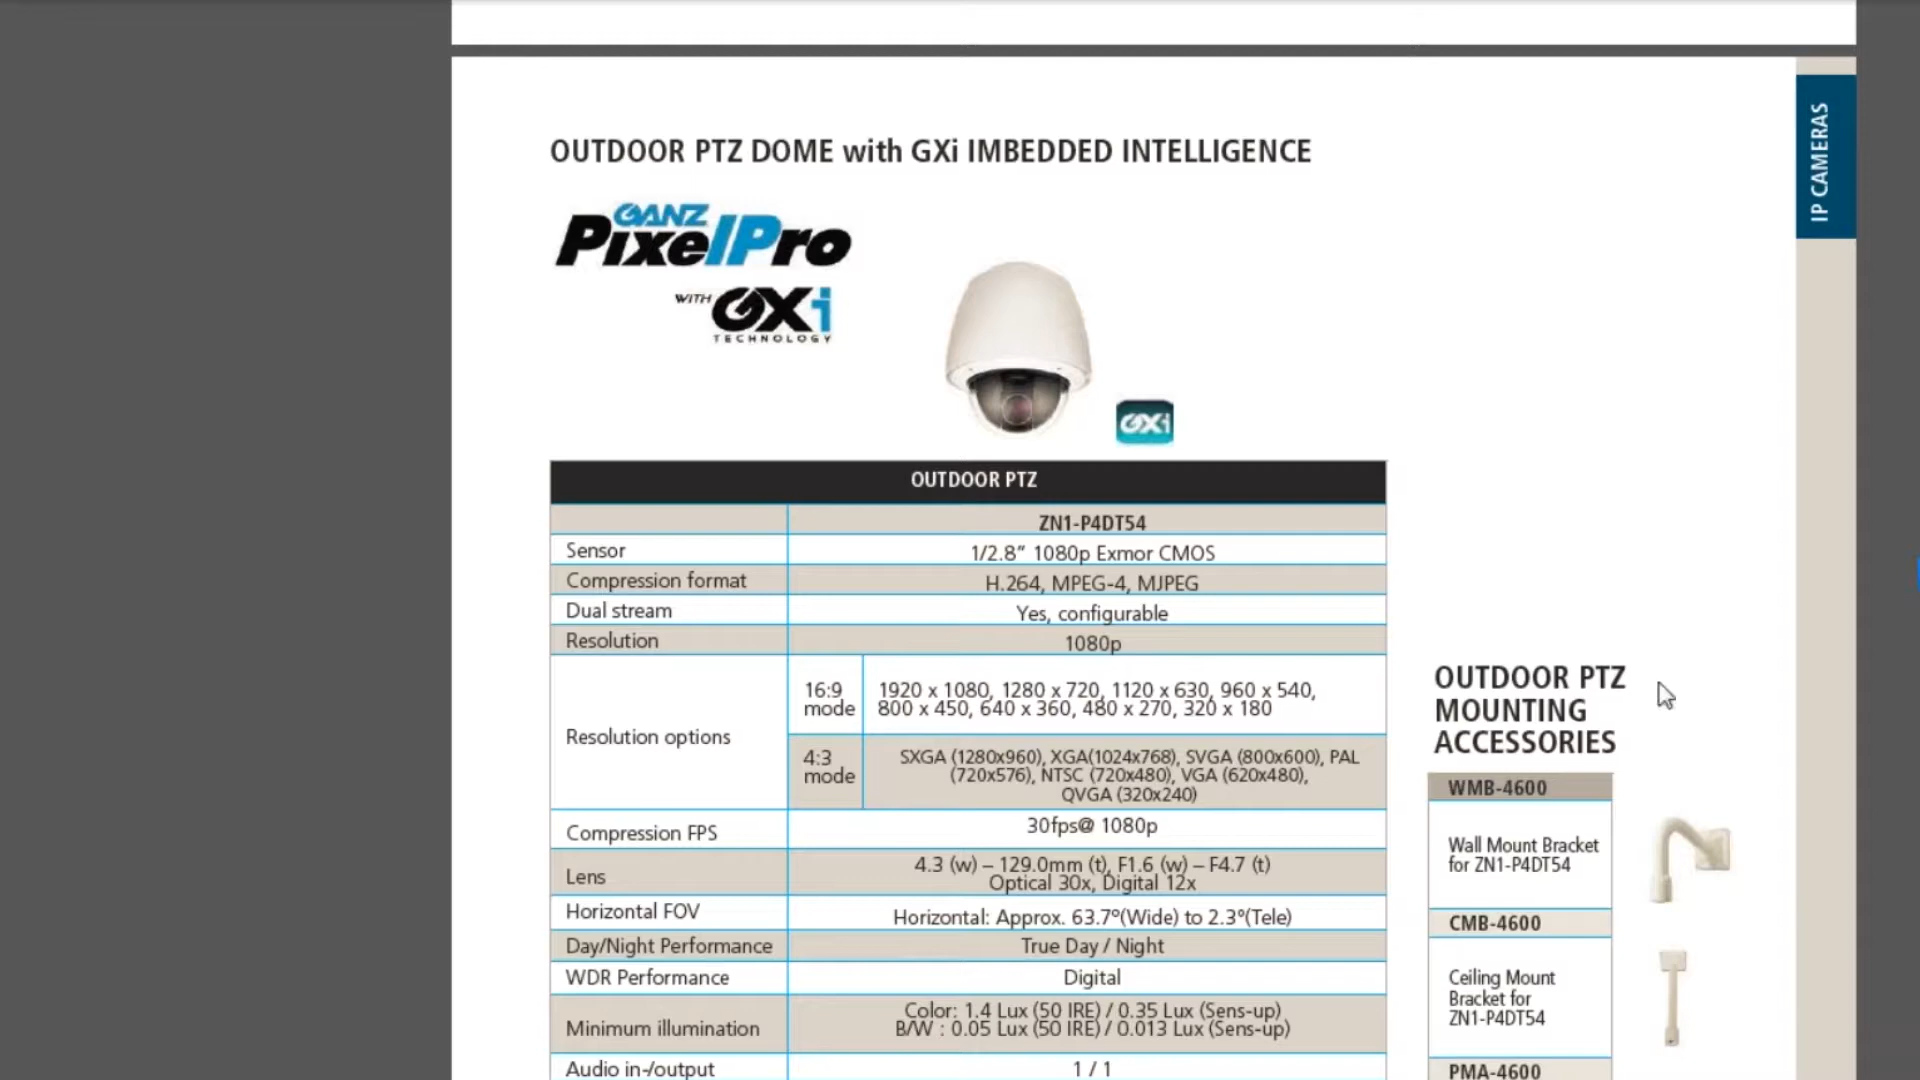 IP CAMERAS
OUTDOOR PTZ DOME with GXi IMBEDDED INTELLIGENCE
GANZ
PixelPro
WITH GXi
TECHNOLOGY
GXi
OUTDOOR PTZ
ZN1-P4DT54
Sensor
1/2.8” 1080p Exmor CMOS
Compression format
H.264, MPEG-4, MJPEG
Dual stream
Yes, configurable
Resolution
1080p
Resolution options
16:9
mode
1920 x 1080, 1280 x 720, 1120 x 630, 960 x 540,
800 x 450, 640 x 360, 480 x 270, 320 x 180
4:3
mode
SXGA (1280x960), XGA(1024x768), SVGA (800x600), PAL
(720x576), NTSC (720x480), VGA (620x480),
QVGA (320x240)
Compression FPS
30fps@ 1080p
Lens
4.3 (w) – 129.0mm (t), F1.6 (w) – F4.7 (t)
Optical 30x, Digital 12x
Horizontal FOV
Horizontal: Approx. 63.7º(Wide) to 2.3º(Tele)
Day/Night Performance
True Day / Night
WDR Performance
Digital
Minimum illumination
Color: 1.4 Lux (50 IRE) / 0.35 Lux (Sens-up)
B/W : 0.05 Lux (50 IRE) / 0.013 Lux (Sens-up)
Audio in-/output
1 / 1
OUTDOOR PTZ
MOUNTING
ACCESSORIES
WMB-4600
Wall Mount Bracket
for ZN1-P4DT54
CMB-4600
Ceiling Mount
Bracket for
ZN1-P4DT54
PMA-4600